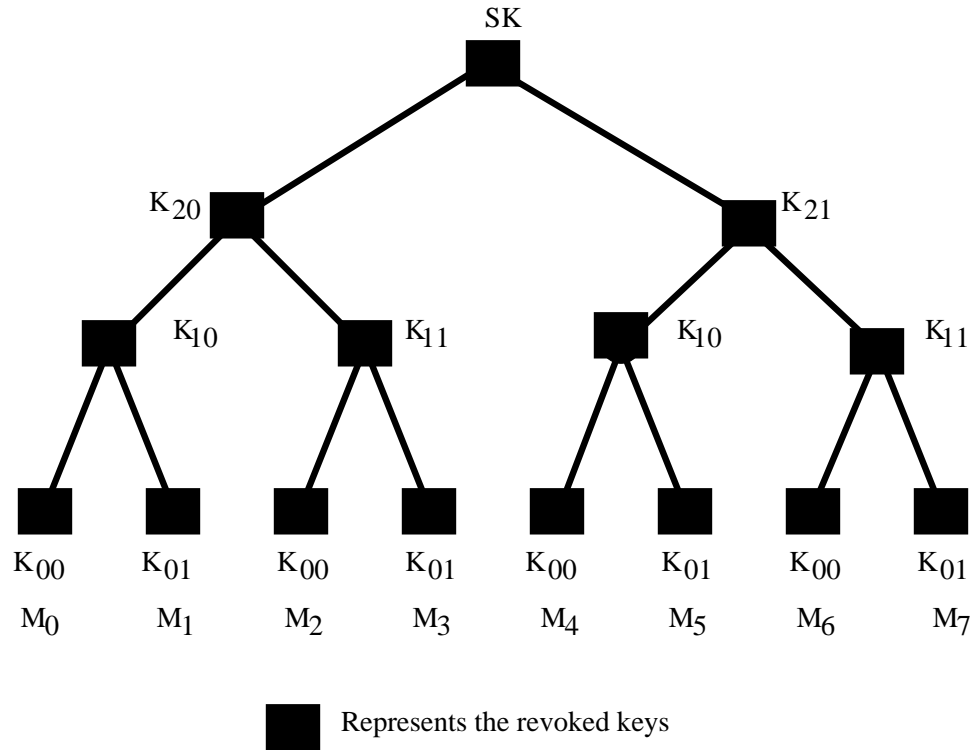 SK
K20 K21
K10 K11 K10 K11
K00 K01 K00 K01 K00 K01 K00 K01
M0 M1 M2 M3 M4 M5 M6 M7
Represents the revoked keys